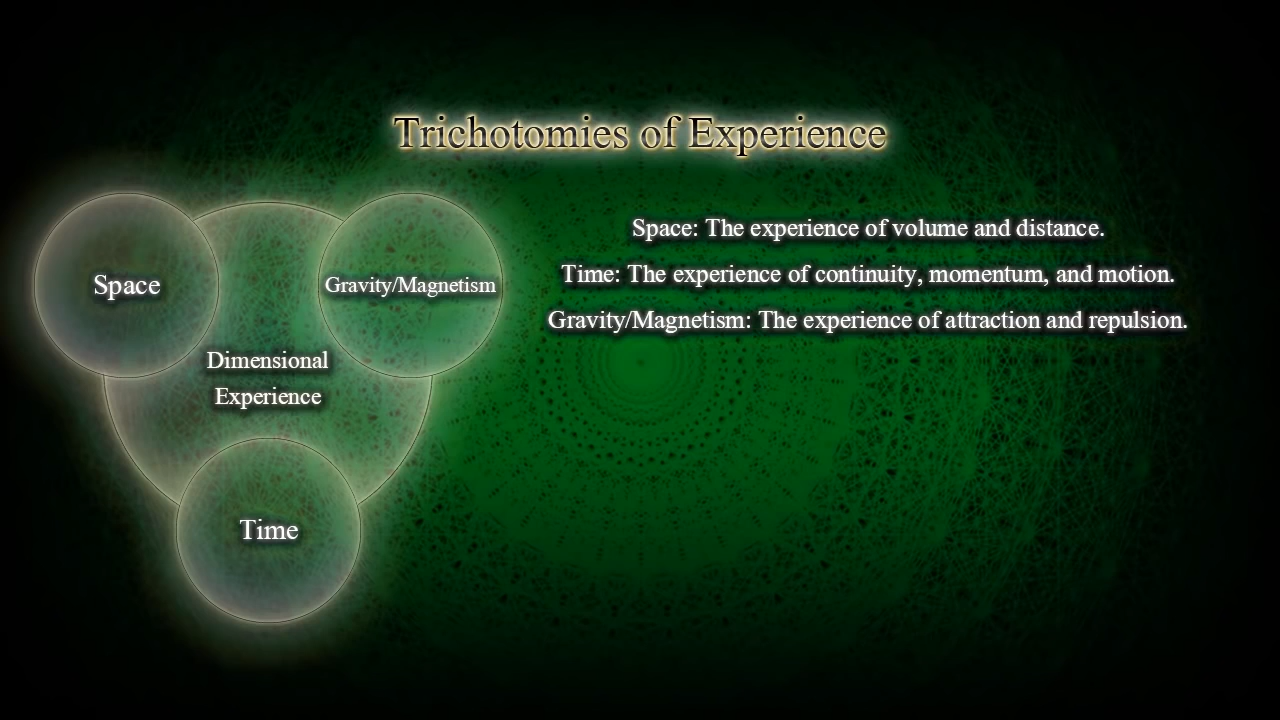 Trichotomies of Experience
Space
Gravity/Magnetism
Dimensional
Experience
Time
Space: The experience of volume and distance.
Time: The experience of continuity, momentum, and motion.
Gravity/Magnetism: The experience of attraction and repulsion.